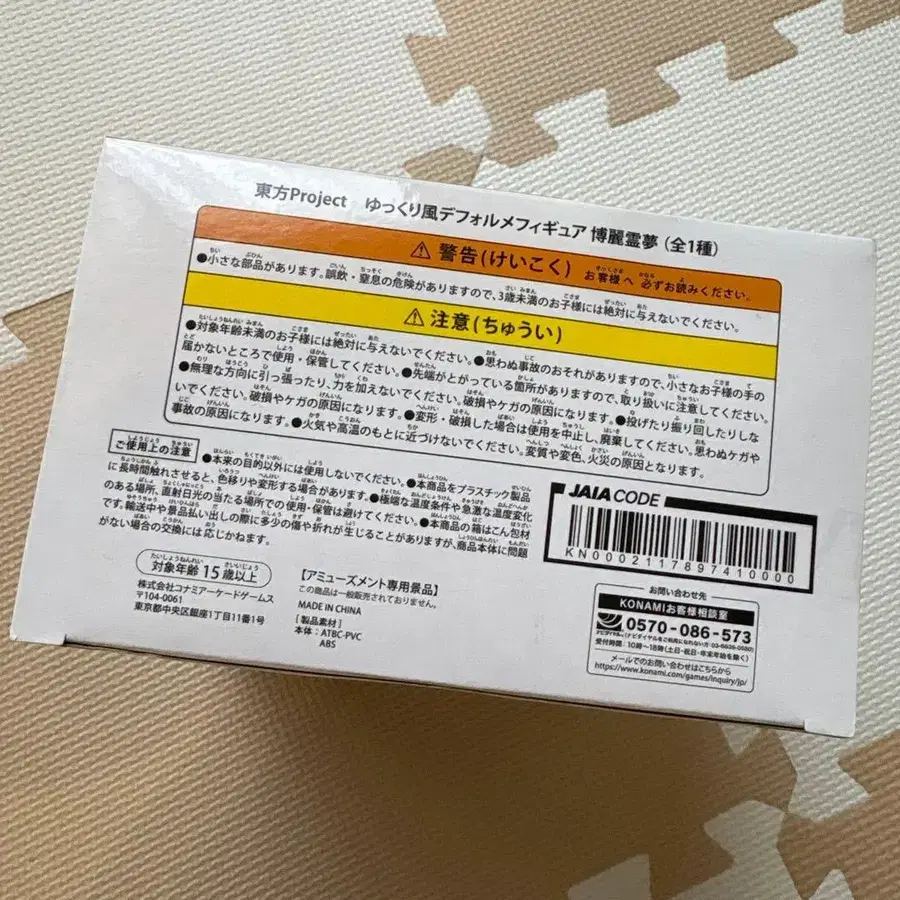 東方Project　ゆっくり風デフォルメフィギュア 博麗霊夢（全1種）
⚠ 警告(けいこく) お客様へ 必ずお読みください。
●小さな部品があります。誤飲・窒息の危険がありますので、3歳未満のお子様には絶対に与えないでください。
⚠ 注意(ちゅうい)
●対象年齢未満のお子様には絶対に与えないでください。●思わぬ事故のおそれがありますので、小さなお子様の手の
届かないところで使用・保管してください。●先端がとがっている箇所がありますので、取り扱いに注意してください。
●無理な方向に引っ張ったり、力を加えないでください。破損やケガの原因になります。●投げたり振り回したりしな
いでください。破損やケガの原因になります。●変形・破損した場合は使用を中止し、廃棄してください。思わぬケガや
事故の原因になります。●火気や高温のもとに近づけないでください。変質や変色、火災の原因となります。
ご使用上の注意 ●本来の目的以外には使用しないでください。●本商品をプラスチック製品
に長時間触れさせると、色移りや変形する場合があります。●極端な温度条件や急激な温度変化
のある場所、直射日光の当たる場所での使用・保管は避けてください。●本商品の箱はこん包材
です。輸送中や景品払い出しの際に多少の傷や折れが生じることがありますが、商品本体に問題
がない場合の交換には応じかねます。
JAIA CODE
KN00021178974​10000
対象年齢 15歳以上
株式会社コナミアーケードゲームス
〒104-0061
東京都中央区銀座1丁目11番1号
【アミューズメント専用景品】
この商品は一般販売されておりません。
MADE IN CHINA
［製品素材］
本体：ATBC-PVC
ABS
お問い合わせ先
KONAMIお客様相談室
0570-086-573
ナビダイヤル（ナビダイヤルをご利用になれない方 03-6636-0580）
受付時間：10時～18時（土日・祝日・年末年始を除く）
メールでのお問い合わせはこちらから
https://www.konami.com/games/inquiry/jp/